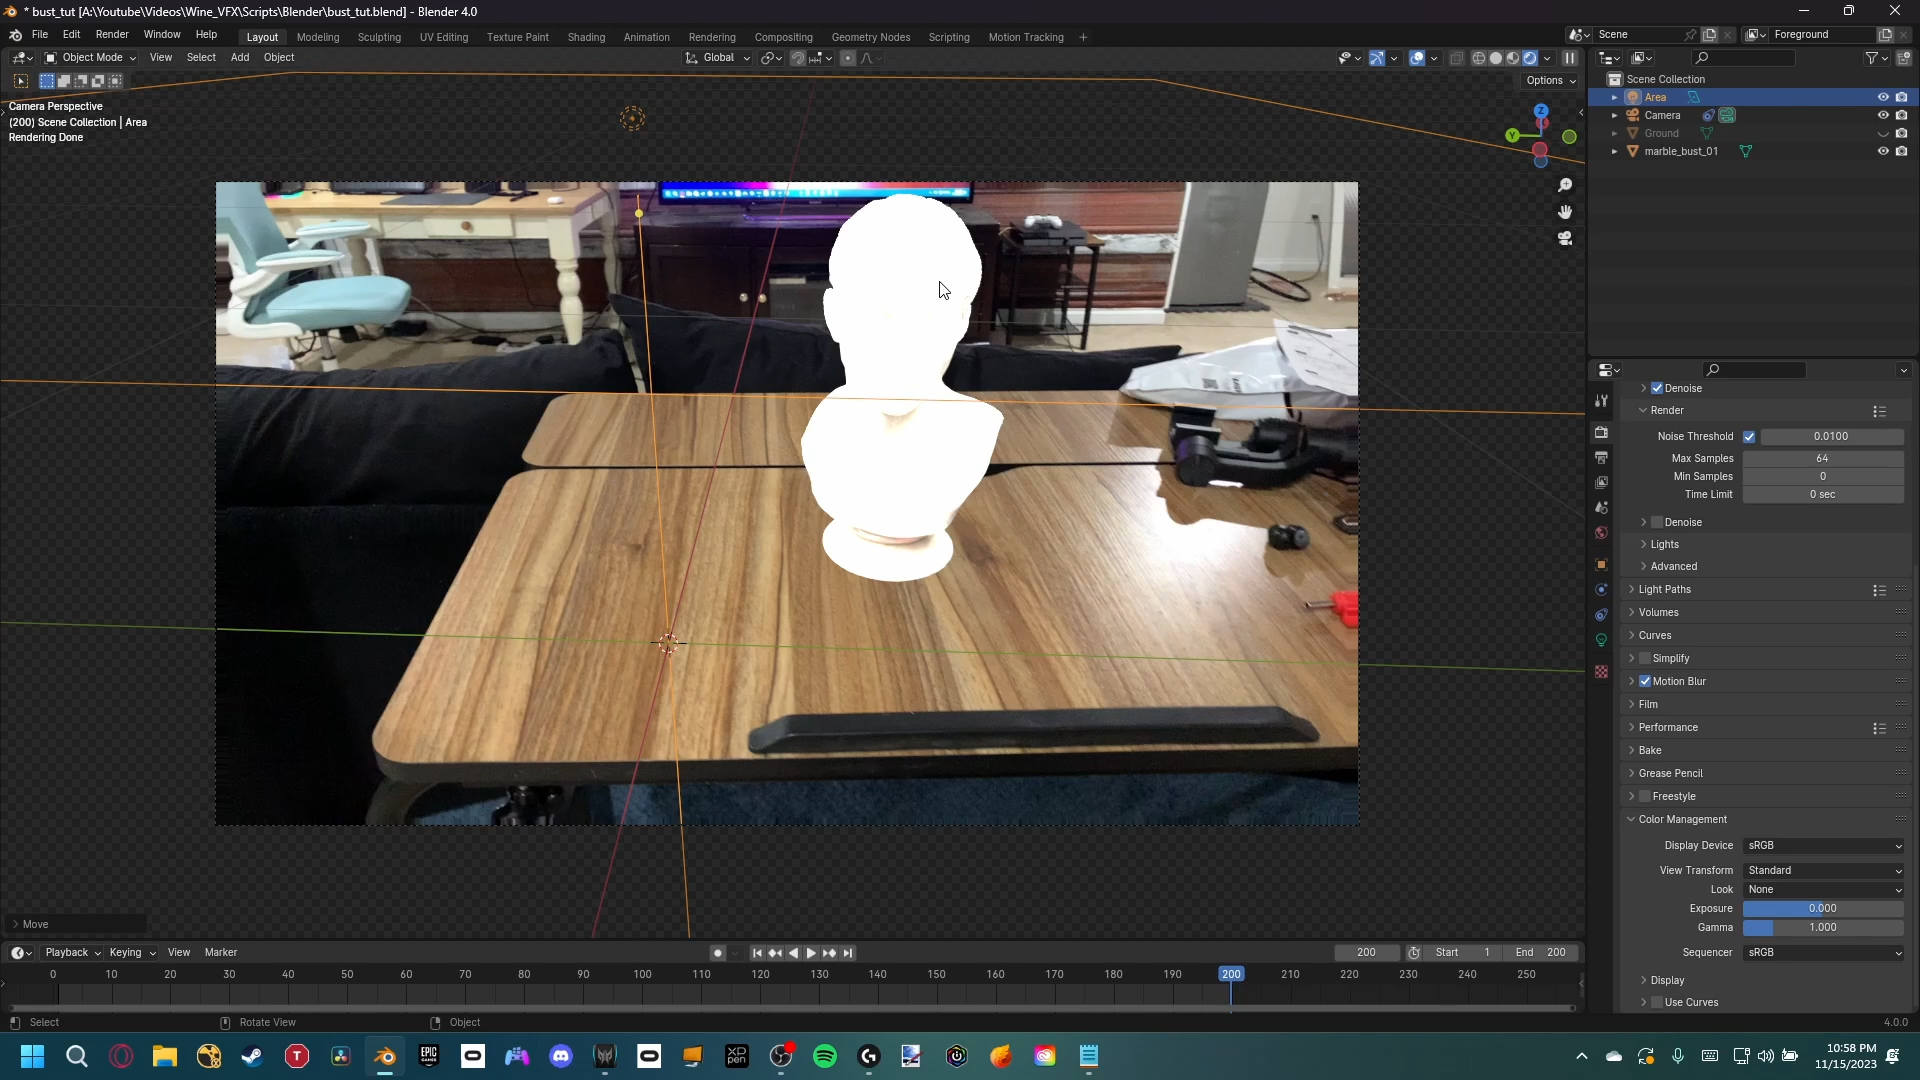 * bust_tut [A:\Youtube\Videos\Wine_VFX\Scripts\Blender\bust_tut.blend] - Blender 4.0
File Edit Render Window Help
Layout Modeling Sculpting UV Editing Texture Paint Shading Animation Rendering Compositing Geometry Nodes Scripting Motion Tracking +
Scene
Foreground
Object Mode View Select Add Object
Global
Options
Camera Perspective
(200) Scene Collection | Area
Rendering Done
Z
Y
Scene Collection
Area
Camera
Ground
marble_bust_01
Denoise
Render
Noise Threshold 0.0100
Max Samples 64
Min Samples 0
Time Limit 0 sec
Denoise
Lights
Advanced
Light Paths
Volumes
Curves
Simplify
Motion Blur
Film
Performance
Bake
Grease Pencil
Freestyle
Color Management
Display Device sRGB
View Transform Standard
Look None
Exposure 0.000
Gamma 1.000
Sequencer sRGB
Display
Use Curves
Move
Playback Keying View Marker
200 Start 1 End 200
0 10 20 30 40 50 60 70 80 90 100 110 120 130 140 150 160 170 180 190 200 210 220 230 240 250
Select Rotate View Object
4.0.0
T
EPIC GAMES
XD pen
10:58 PM
11/15/2023